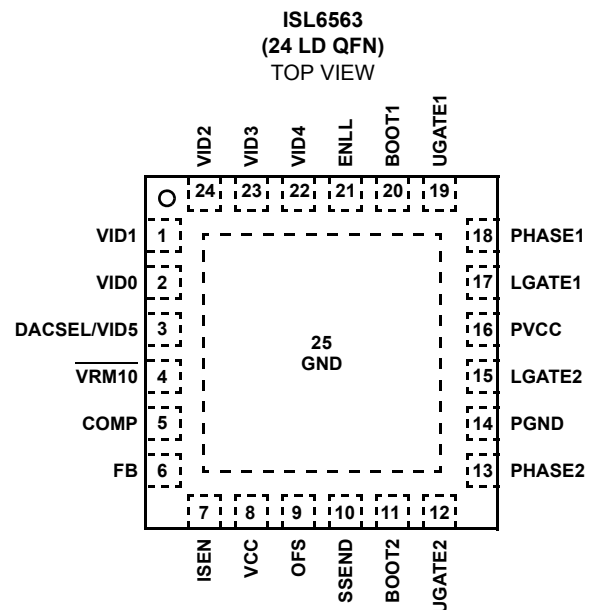 ISL6563
(24 LD QFN)
TOP VIEW
VID2
VID3
VID4
ENLL
BOOT1
UGATE1
24 23 22 21 20 19
VID1 1
VID0 2
DACSEL/VID5 3
VRM10 4
COMP 5
FB 6
25
GND
18 PHASE1
17 LGATE1
16 PVCC
15 LGATE2
14 PGND
13 PHASE2
7 8 9 10 11 12
ISEN
VCC
OFS
SSEND
BOOT2
UGATE2